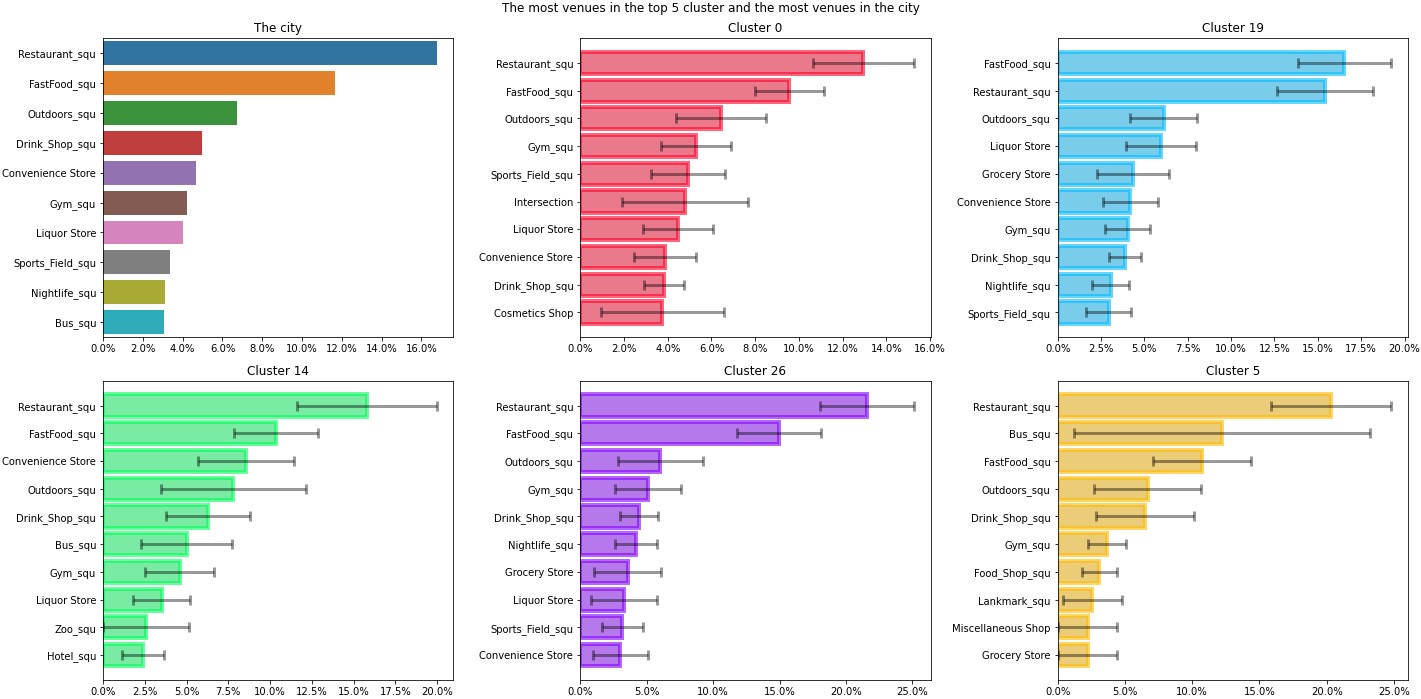 The most venues in the top 5 cluster and the most venues in the city
The city
Restaurant_squ
FastFood_squ
Outdoors_squ
Drink_Shop_squ
Convenience Store
Gym_squ
Liquor Store
Sports_Field_squ
Nightlife_squ
Bus_squ
0.0% 2.0% 4.0% 6.0% 8.0% 10.0% 12.0% 14.0% 16.0%
Cluster 0
Restaurant_squ
FastFood_squ
Outdoors_squ
Gym_squ
Sports_Field_squ
Intersection
Liquor Store
Convenience Store
Drink_Shop_squ
Cosmetics Shop
0.0% 2.0% 4.0% 6.0% 8.0% 10.0% 12.0% 14.0% 16.0%
Cluster 19
FastFood_squ
Restaurant_squ
Outdoors_squ
Liquor Store
Grocery Store
Convenience Store
Gym_squ
Drink_Shop_squ
Nightlife_squ
Sports_Field_squ
0.0% 2.5% 5.0% 7.5% 10.0% 12.5% 15.0% 17.5% 20.0%
Cluster 14
Restaurant_squ
FastFood_squ
Convenience Store
Outdoors_squ
Drink_Shop_squ
Bus_squ
Gym_squ
Liquor Store
Zoo_squ
Hotel_squ
0.0% 2.5% 5.0% 7.5% 10.0% 12.5% 15.0% 17.5% 20.0%
Cluster 26
Restaurant_squ
FastFood_squ
Outdoors_squ
Gym_squ
Drink_Shop_squ
Nightlife_squ
Grocery Store
Liquor Store
Sports_Field_squ
Convenience Store
0.0% 5.0% 10.0% 15.0% 20.0% 25.0%
Cluster 5
Restaurant_squ
Bus_squ
FastFood_squ
Outdoors_squ
Drink_Shop_squ
Gym_squ
Food_Shop_squ
Lankmark_squ
Miscellaneous Shop
Grocery Store
0.0% 5.0% 10.0% 15.0% 20.0% 25.0%